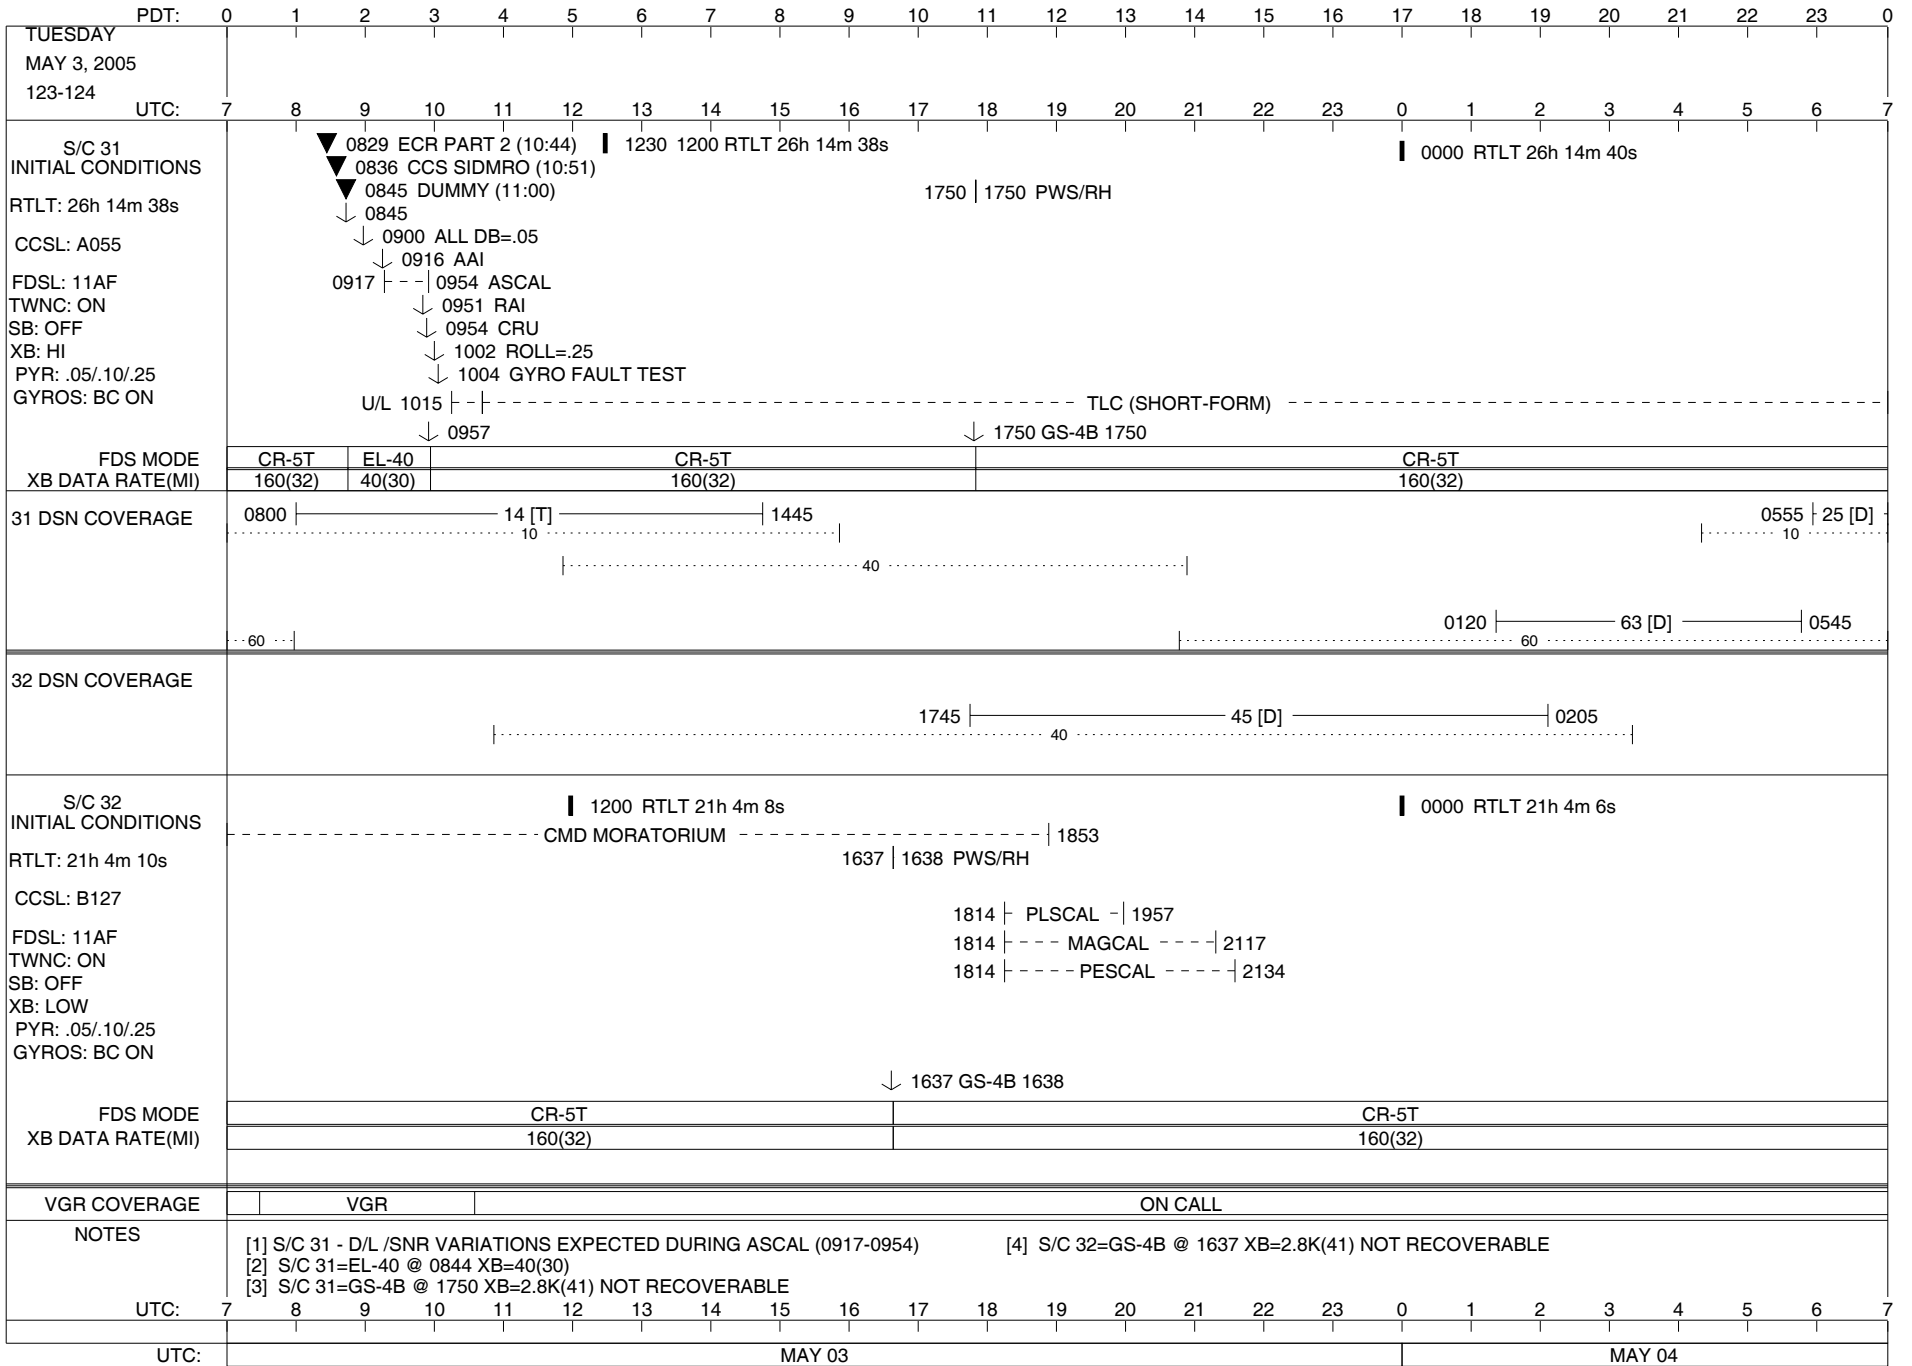 PDT: 0 1 2 3 4 5 6 7 8 9 10 11 12 13 14 15 16 17 18 19 20 21 22 23 0
TUESDAY
MAY 3, 2005
123-124
UTC: 7 8 9 10 11 12 13 14 15 16 17 18 19 20 21 22 23 0 1 2 3 4 5 6 7
S/C 31
INITIAL CONDITIONS
RTLT: 26h 14m 38s
CCSL: A055
FDSL: 11AF
TWNC: ON
SB: OFF
XB: HI
PYR: .05/.10/.25
GYROS: BC ON
0829 ECR PART 2 (10:44)
1230 1200 RTLT 26h 14m 38s
0000 RTLT 26h 14m 40s
0836 CCS SIDMRO (10:51)
0845 DUMMY (11:00)
1750 1750 PWS/RH
0845
0900 ALL DB=.05
0916 AAI
0917 0954 ASCAL
0951 RAI
0954 CRU
1002 ROLL=.25
1004 GYRO FAULT TEST
U/L 1015 TLC (SHORT-FORM)
0957 1750 GS-4B 1750
FDS MODE CR-5T EL-40 CR-5T CR-5T
XB DATA RATE(MI) 160(32) 40(30) 160(32) 160(32)
31 DSN COVERAGE
0800 14 [T] 1445 0555 25 [D]
10 10
40
0120 63 [D] 0545
60 60
32 DSN COVERAGE
1745 45 [D] 0205
40
S/C 32
INITIAL CONDITIONS
RTLT: 21h 4m 10s
CCSL: B127
FDSL: 11AF
TWNC: ON
SB: OFF
XB: LOW
PYR: .05/.10/.25
GYROS: BC ON
1200 RTLT 21h 4m 8s
0000 RTLT 21h 4m 6s
CMD MORATORIUM 1853
1637 1638 PWS/RH
1814 PLSCAL 1957
1814 MAGCAL 2117
1814 PESCAL 2134
1637 GS-4B 1638
FDS MODE CR-5T CR-5T
XB DATA RATE(MI) 160(32) 160(32)
VGR COVERAGE VGR ON CALL
NOTES
[1] S/C 31 - D/L /SNR VARIATIONS EXPECTED DURING ASCAL (0917-0954)
[2] S/C 31=EL-40 @ 0844 XB=40(30)
[3] S/C 31=GS-4B @ 1750 XB=2.8K(41) NOT RECOVERABLE
[4] S/C 32=GS-4B @ 1637 XB=2.8K(41) NOT RECOVERABLE
UTC: 7 8 9 10 11 12 13 14 15 16 17 18 19 20 21 22 23 0 1 2 3 4 5 6 7
UTC: MAY 03 MAY 04